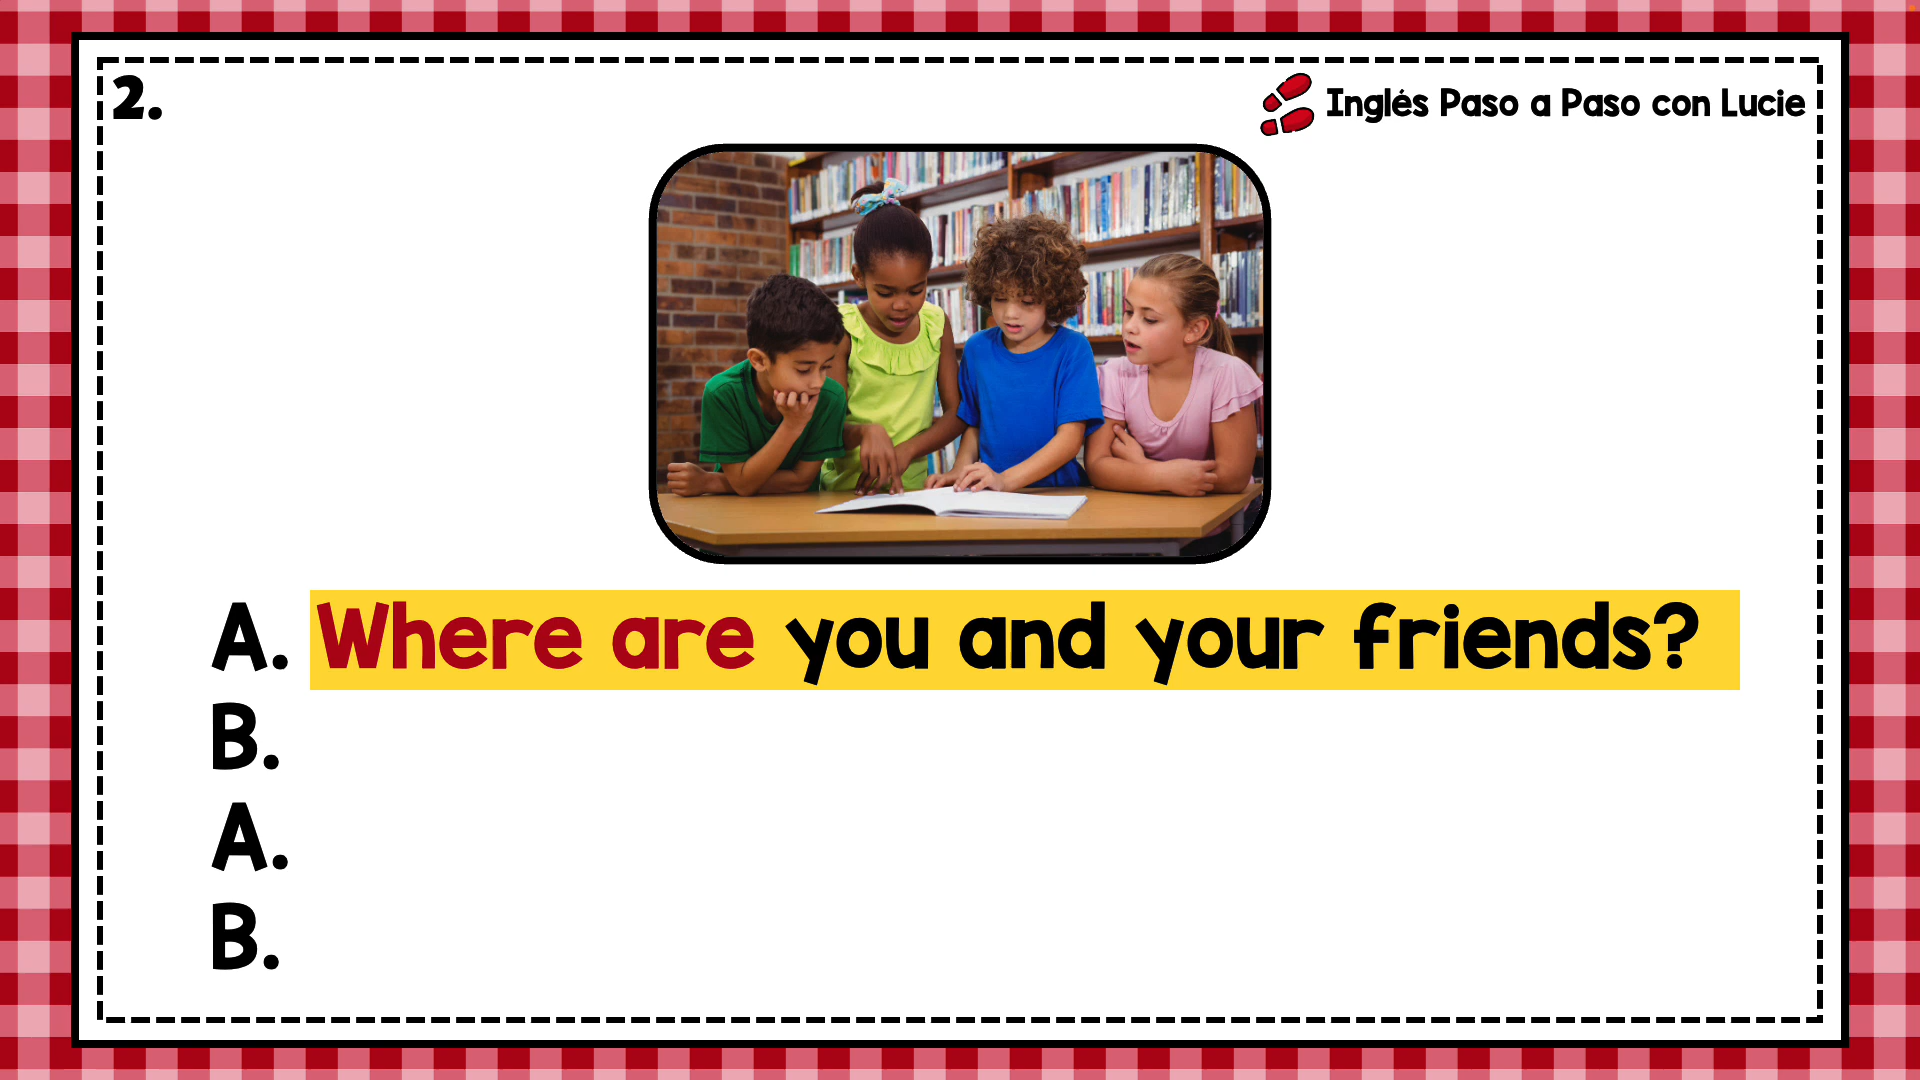 2.
Inglés Paso a Paso con Lucie
A. Where are you and your friends?
B.
A.
B.